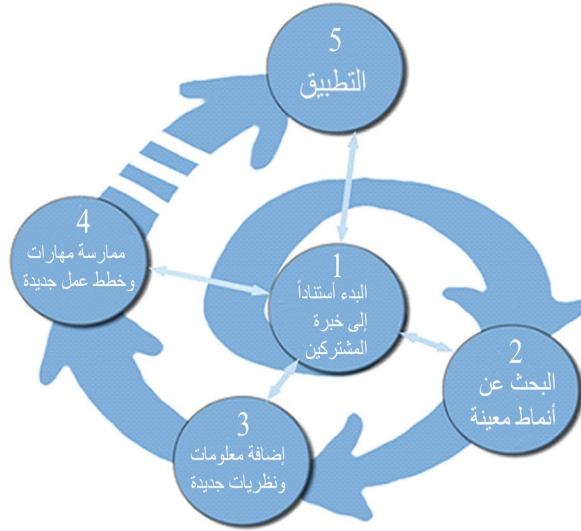 5
التطبيق
4
ممارسة مهارات
وخطط عمل جديدة
1
البدء أستناداً
إلى خبرة
المشتركين
2
البحث عن
أنماط معينة
3
إضافة معلومات
ونظريات جديدة